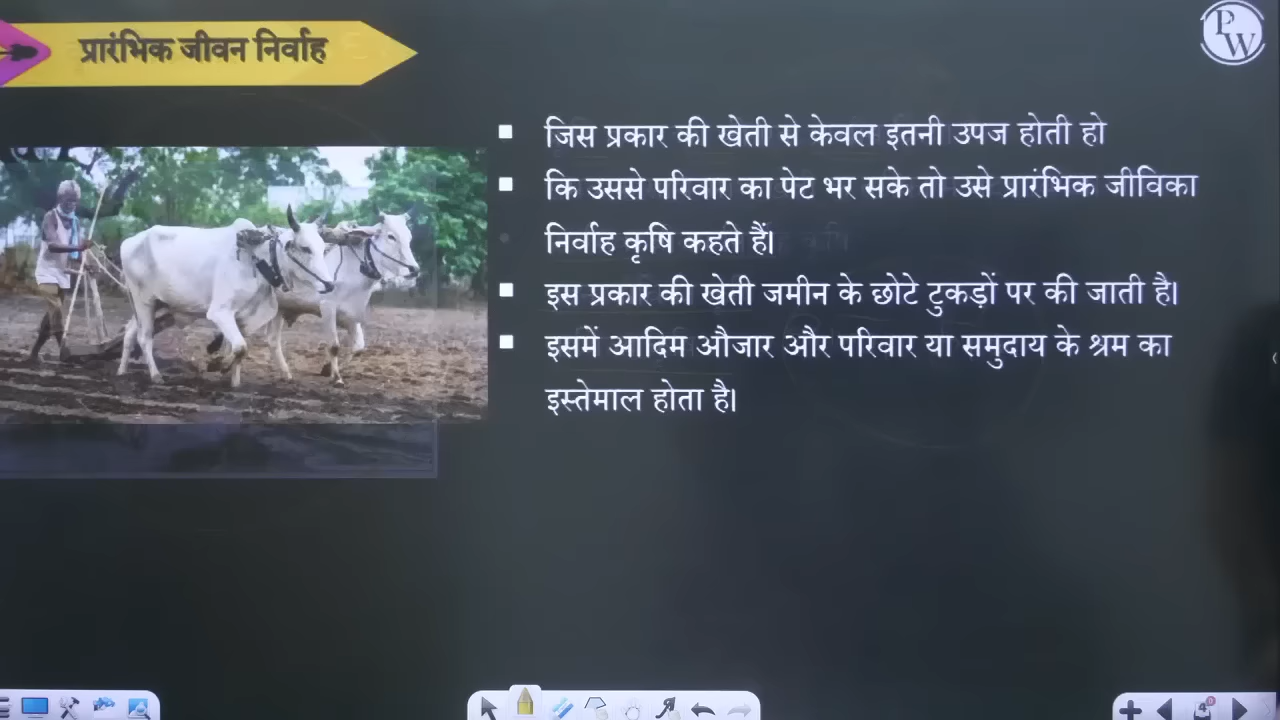 प्रारंभिक जीवन निर्वाह
PW
जिस प्रकार की खेती से केवल इतनी उपज होती हो
कि उससे परिवार का पेट भर सके तो उसे प्रारंभिक जीविका
निर्वाह कृषि कहते हैं।
इस प्रकार की खेती जमीन के छोटे टुकड़ों पर की जाती है।
इसमें आदिम औजार और परिवार या समुदाय के श्रम का
इस्तेमाल होता है।